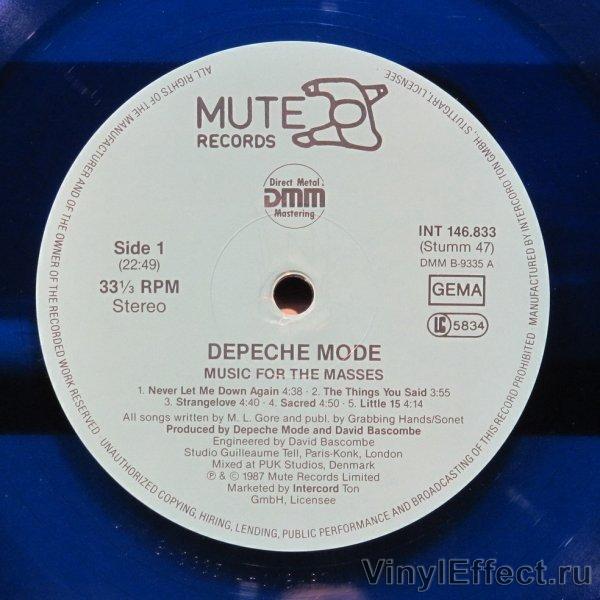 MUTE
RECORDS
Direct Metal
DMM
Mastering
Side 1
(22:49)
33⅓ RPM
Stereo
INT 146.833
(Stumm 47)
DMM B-9335 A
GEMA
LC 5834
DEPECHE MODE
MUSIC FOR THE MASSES
1. Never Let Me Down Again 4:38 · 2. The Things You Said 3:55
3. Strangelove 4:40 · 4. Sacred 5:50 · 5. Little 15 4:14
All songs written by M. L. Gore and publ. by Grabbing Hands/Sonet
Produced by Depeche Mode and David Bascombe
Engineered by David Bascombe
Studio Guilleaume Tell, Paris-Konk, London
Mixed at PUK Studios, Denmark
℗ & © 1987 Mute Records Limited
Marketed by Intercord Ton
GmbH, Licensee
ALL RIGHTS OF THE MANUFACTURER AND OF THE OWNER OF THE RECORDED WORK RESERVED. UNAUTHORIZED COPYING, HIRING, LENDING, PUBLIC PERFORMANCE AND BROADCASTING OF THIS RECORD PROHIBITED · MANUFACTURED BY INTERCORD TON GMBH., STUTTGART, LICENSEE
VinylEffect.ru